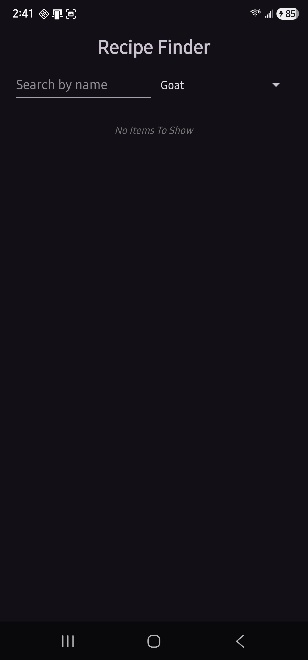 2:41 85
Recipe Finder
Search by name Goat
No Items To Show